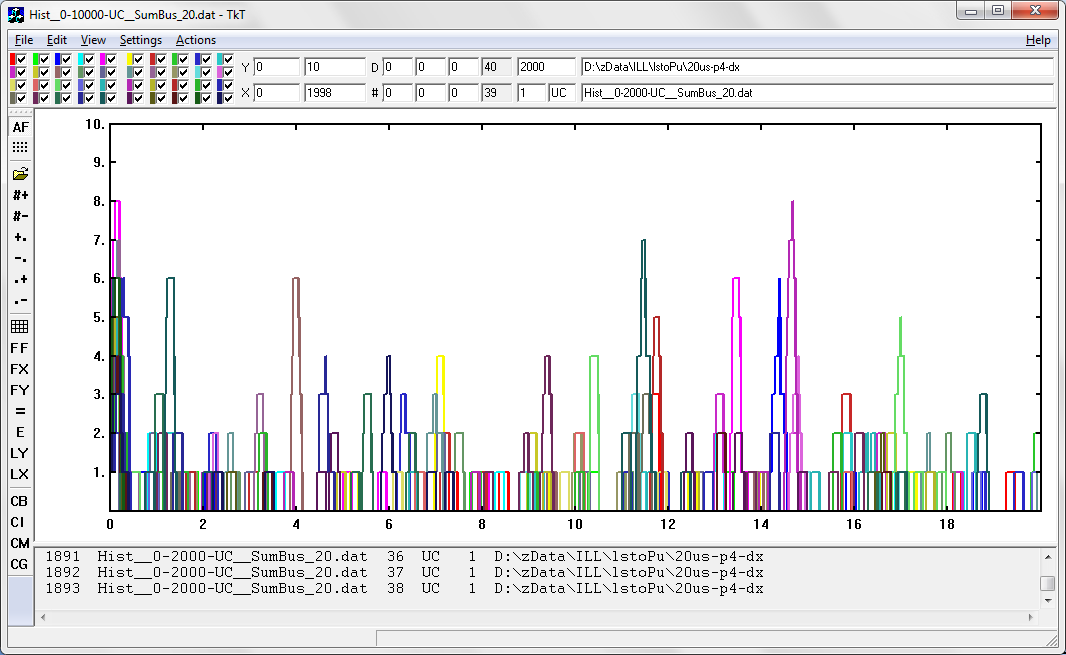 Hist__0-10000-UC__SumBus_20.dat - TkT
File Edit View Settings Actions Help
Y 0 10 D 0 0 0 40 2000 D:\zData\ILL\IstoPu\20us-p4-dx
X 0 1998 # 0 0 0 39 1 UC Hist__0-2000-UC__SumBus_20.dat
AF
#+
#-
+.
-.
.+
.-
FF
FX
FY
=
E
LY
LX
CB
CI
CM
CG
10.
9.
8.
7.
6.
5.
4.
3.
2.
1.
0 2 4 6 8 10 12 14 16 18
1891 Hist__0-2000-UC__SumBus_20.dat 36 UC 1 D:\zData\ILL\lstoPu\20us-p4-dx
1892 Hist__0-2000-UC__SumBus_20.dat 37 UC 1 D:\zData\ILL\lstoPu\20us-p4-dx
1893 Hist__0-2000-UC__SumBus_20.dat 38 UC 1 D:\zData\ILL\lstoPu\20us-p4-dx